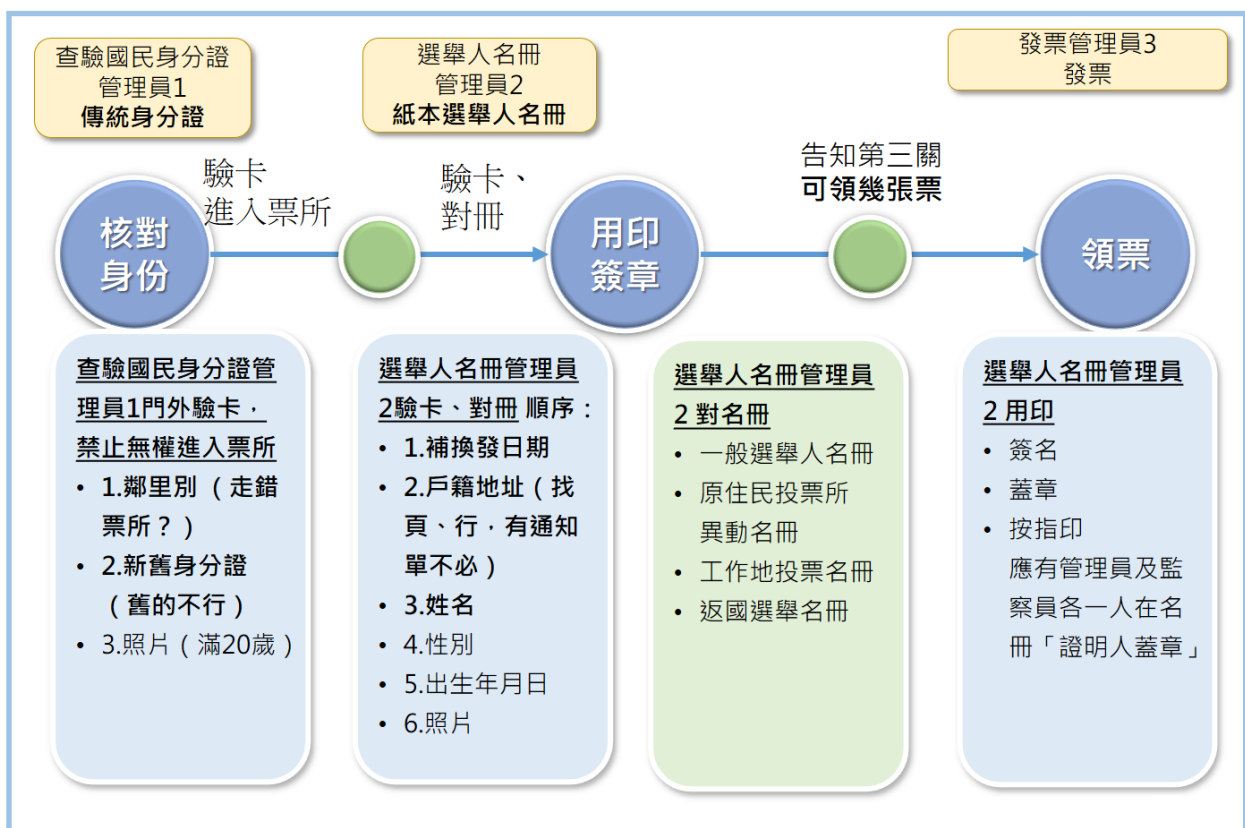 查驗國民身分證
管理員1
傳統身分證
選舉人名冊
管理員2
紙本選舉人名冊
發票管理員3
發票
核對
身份
驗卡
進入票所
驗卡、
對冊
用印
簽章
告知第三關
可領幾張票
領票
查驗國民身分證管
理員1門外驗卡，
禁止無權進入票所
• 1.鄰里別（走錯
票所？）
• 2.新舊身分證
（舊的不行）
• 3.照片（滿20歲）
選舉人名冊管理員
2驗卡、對冊 順序：
• 1.補換發日期
• 2.戶籍地址（找
頁、行，有通知
單不必）
• 3.姓名
• 4.性別
• 5.出生年月日
• 6.照片
選舉人名冊管理員
2 對名冊
• 一般選舉人名冊
• 原住民投票所
異動名冊
• 工作地投票名冊
• 返國選舉名冊
選舉人名冊管理員
2 用印
• 簽名
• 蓋章
• 按指印
應有管理員及監
察員各一人在名
冊「證明人蓋章」